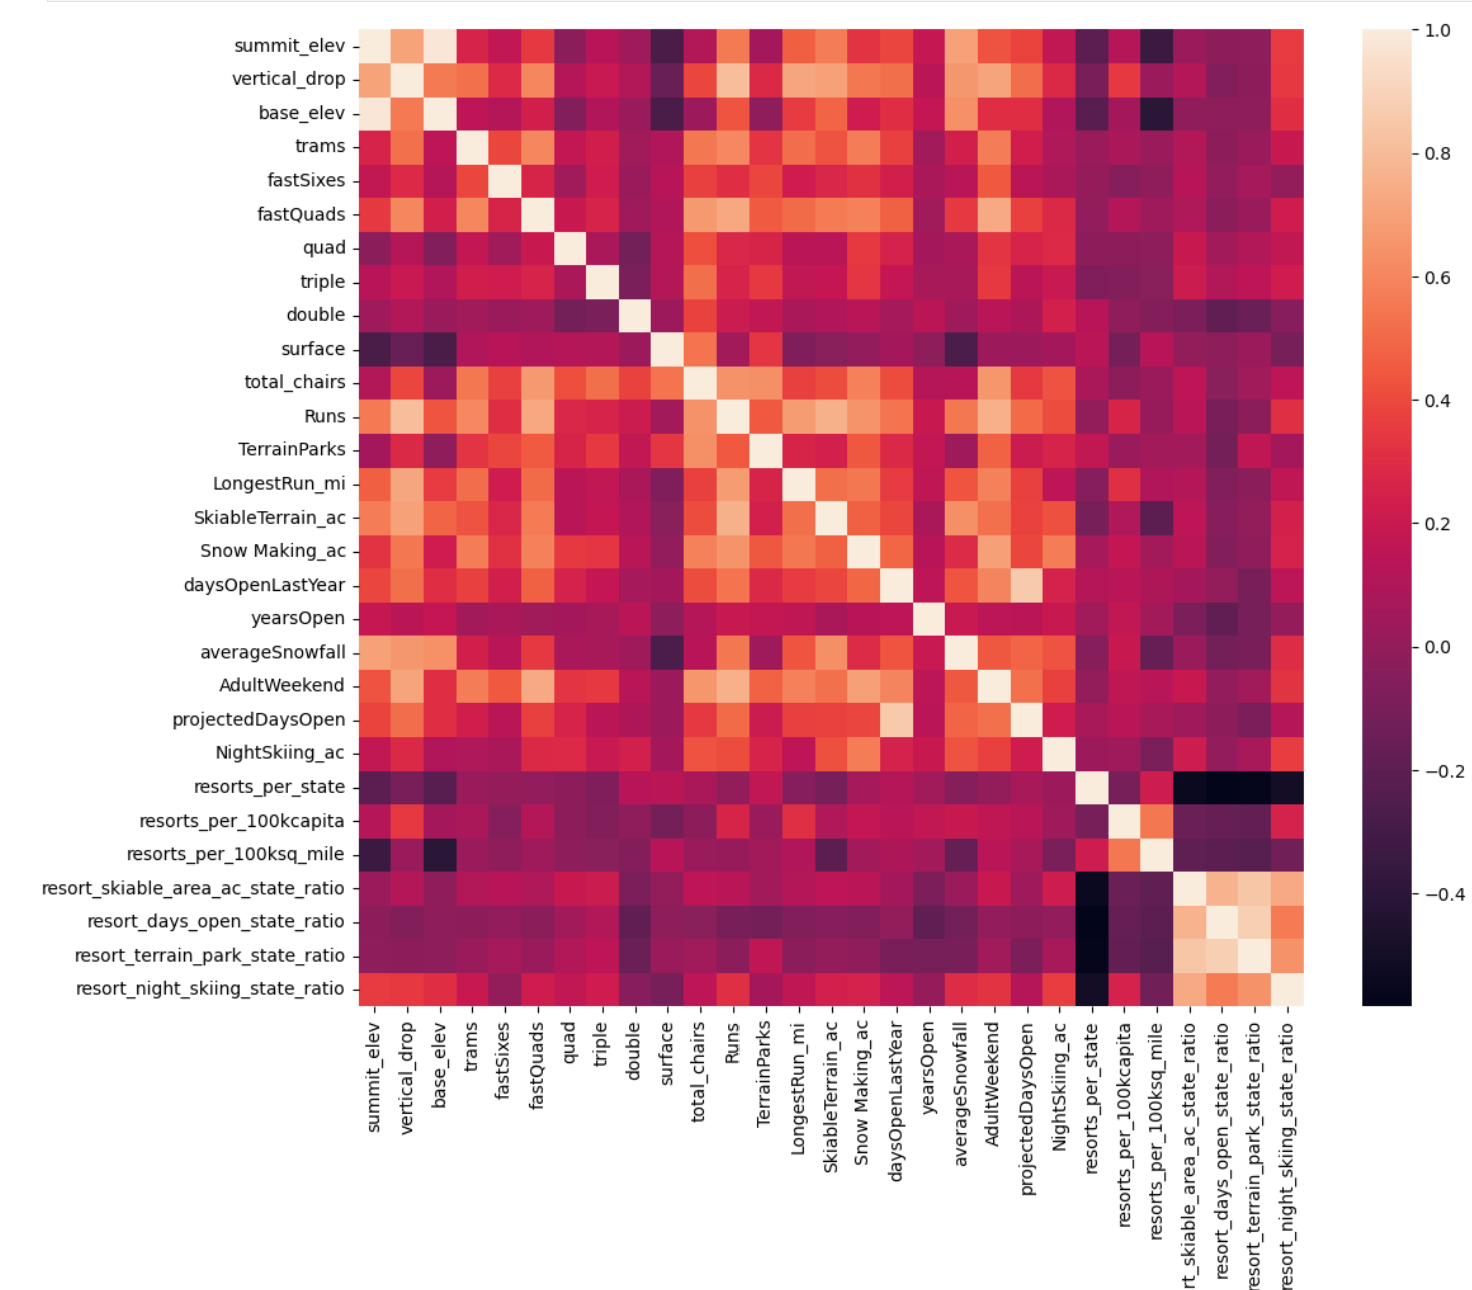 summit_elev
vertical_drop
base_elev
trams
fastSixes
fastQuads
quad
triple
double
surface
total_chairs
Runs
TerrainParks
LongestRun_mi
SkiableTerrain_ac
Snow Making_ac
daysOpenLastYear
yearsOpen
averageSnowfall
AdultWeekend
projectedDaysOpen
NightSkiing_ac
resorts_per_state
resorts_per_100kcapita
resorts_per_100ksq_mile
resort_skiable_area_ac_state_ratio
resort_days_open_state_ratio
resort_terrain_park_state_ratio
resort_night_skiing_state_ratio
summit_elev
vertical_drop
base_elev
trams
fastSixes
fastQuads
quad
triple
double
surface
total_chairs
Runs
TerrainParks
LongestRun_mi
SkiableTerrain_ac
Snow Making_ac
daysOpenLastYear
yearsOpen
averageSnowfall
AdultWeekend
projectedDaysOpen
NightSkiing_ac
resorts_per_state
resorts_per_100kcapita
resorts_per_100ksq_mile
rt_skiable_area_ac_state_ratio
resort_days_open_state_ratio
resort_terrain_park_state_ratio
resort_night_skiing_state_ratio
1.0
0.8
0.6
0.4
0.2
0.0
−0.2
−0.4